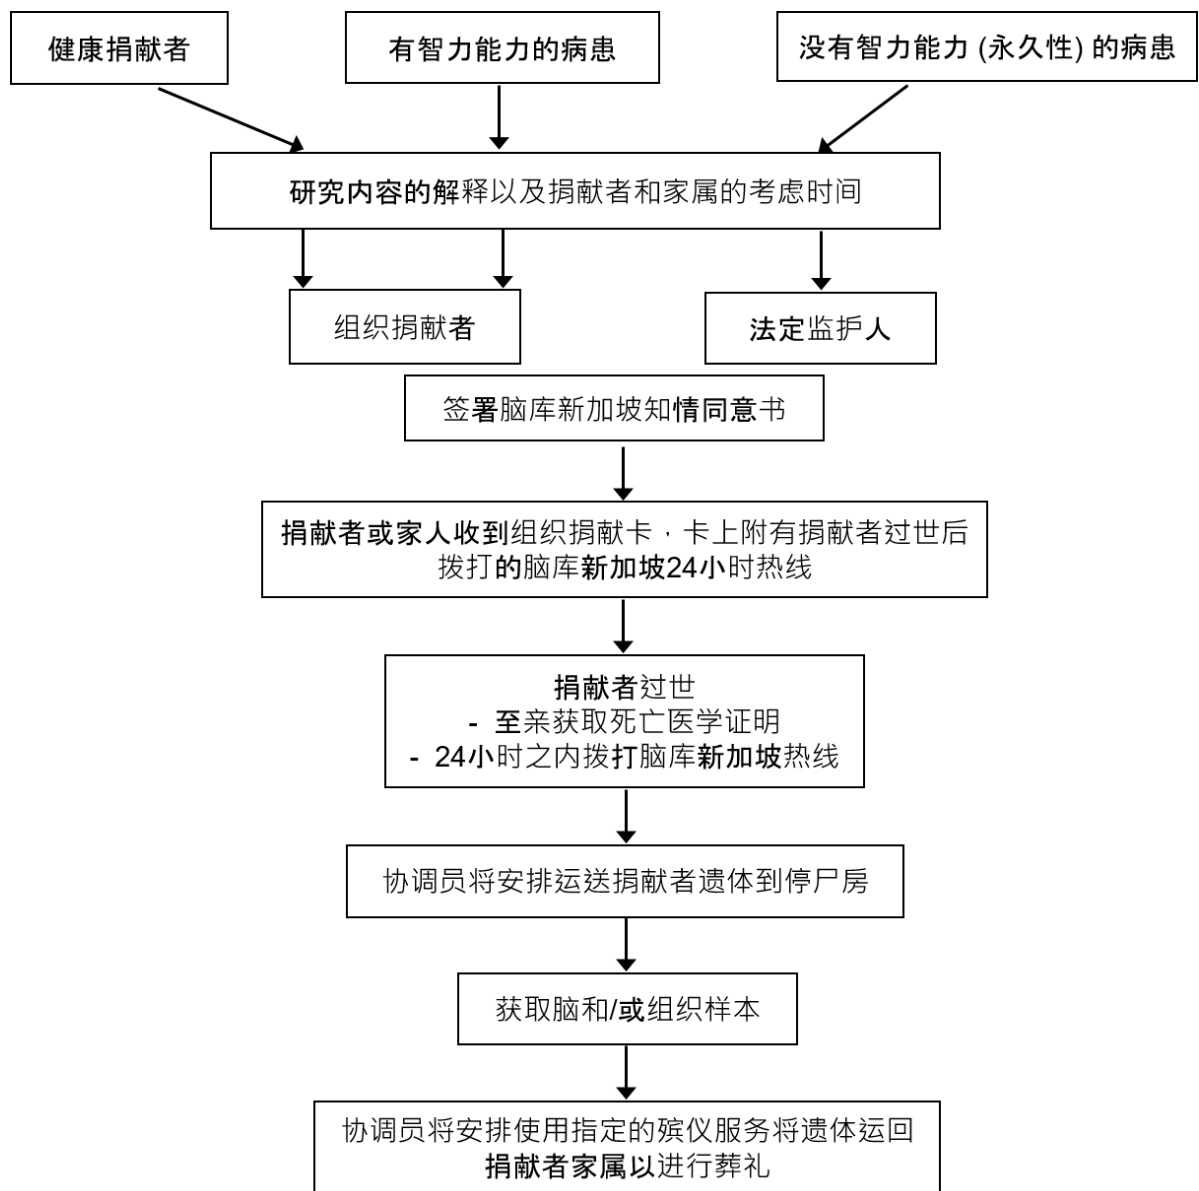 健康捐献者
有智力能力的病患
没有智力能力 (永久性) 的病患
研究内容的解释以及捐献者和家属的考虑时间
组织捐献者
法定监护人
签署脑库新加坡知情同意书
捐献者或家人收到组织捐献卡，卡上附有捐献者过世后
拨打的脑库新加坡24小时热线
捐献者过世
- 至亲获取死亡医学证明
- 24小时之内拨打脑库新加坡热线
协调员将安排运送捐献者遗体到停尸房
获取脑和/或组织样本
协调员将安排使用指定的殡仪服务将遗体运回
捐献者家属以进行葬礼